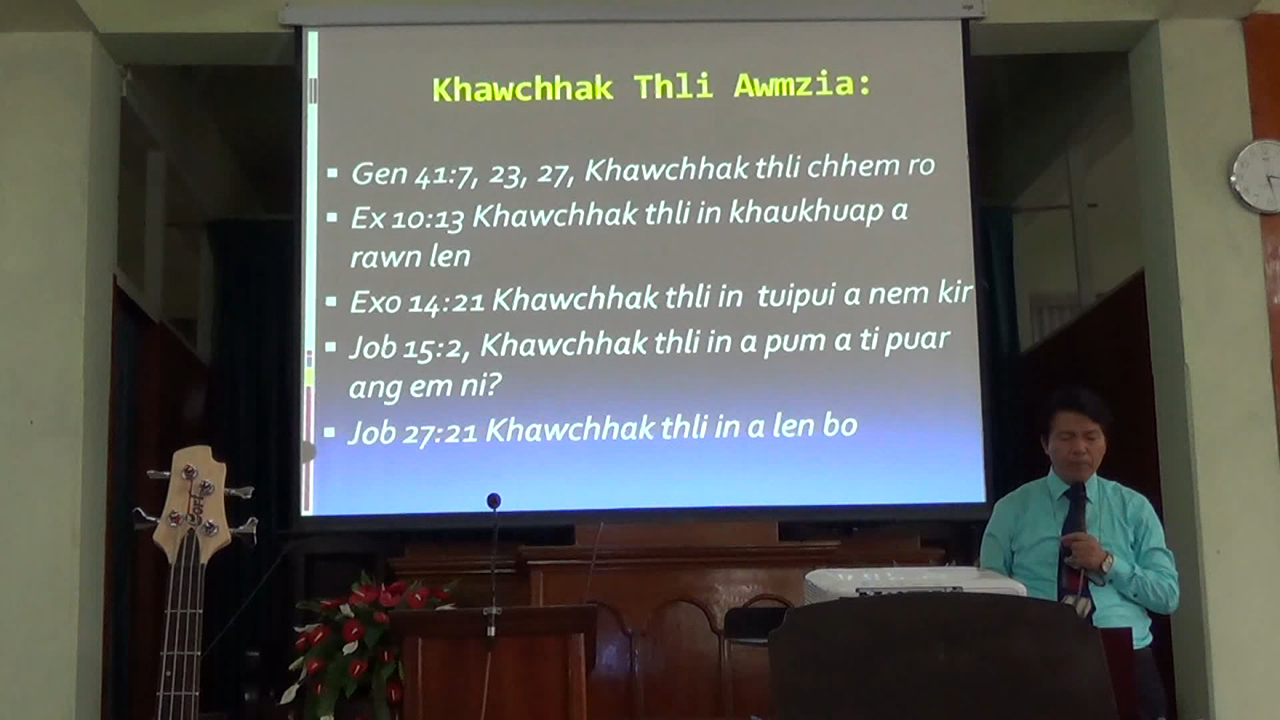 Khawchhak Thli Awmzia:
▪ Gen 41:7, 23, 27, Khawchhak thli chhem ro
▪ Ex 10:13 Khawchhak thli in khaukhuap a
rawn len
▪ Exo 14:21 Khawchhak thli in tuipui a nem kir
▪ Job 15:2, Khawchhak thli in a pum a ti puar
ang em ni?
▪ Job 27:21 Khawchhak thli in a len bo
Cort